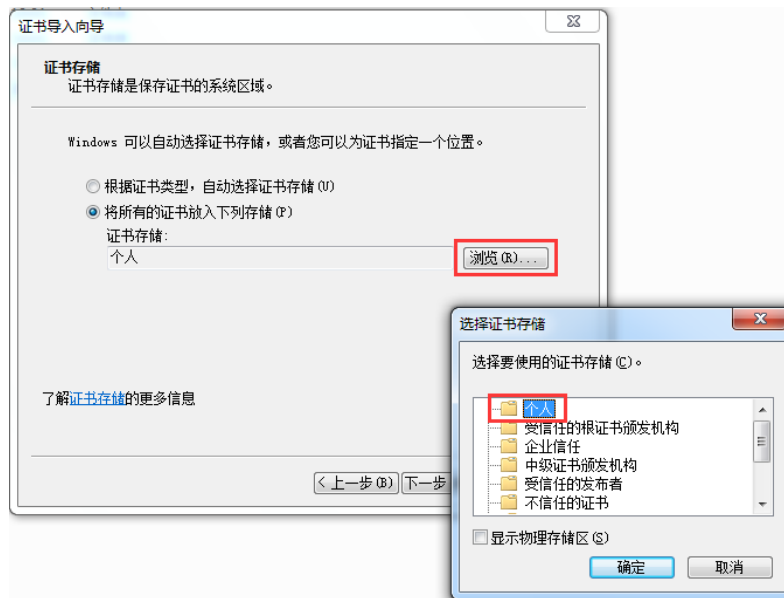 证书导入向导
证书存储
证书存储是保存证书的系统区域。
Windows 可以自动选择证书存储，或者您可以为证书指定一个位置。
根据证书类型，自动选择证书存储(U)
将所有的证书放入下列存储(P)
证书存储:
个人
浏览(R)...
了解证书存储的更多信息
< 上一步(B)
下一步
选择证书存储
选择要使用的证书存储(C)。
个人
受信任的根证书颁发机构
企业信任
中级证书颁发机构
受信任的发布者
不信任的证书
显示物理存储区(S)
确定
取消